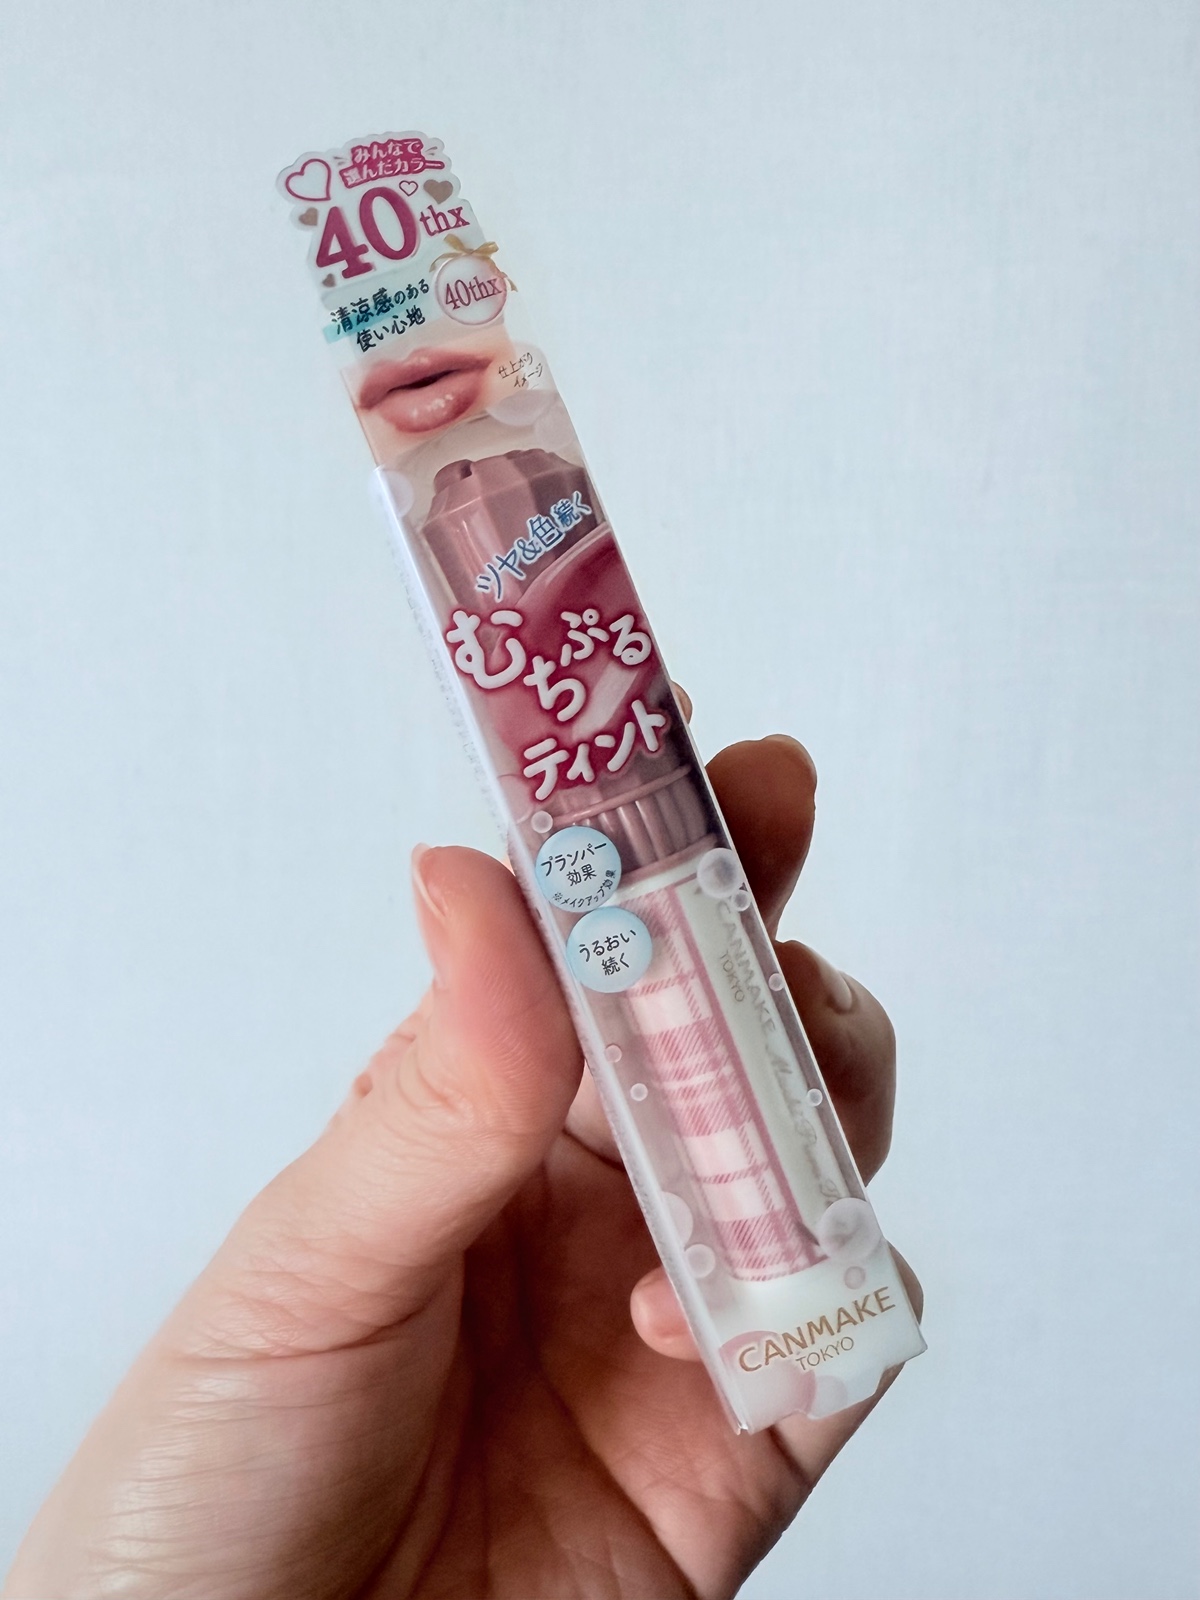 みんなで
選んだカラー
40thx
40thx
清涼感のある
使い心地
仕上がり
イメージ
ツヤ&色続く
むちぷる
ティント
プランパー
効果
※メイクアップ効果
うるおい
続く
CANMAKE
TOKYO
CANMAKE
TOKYO